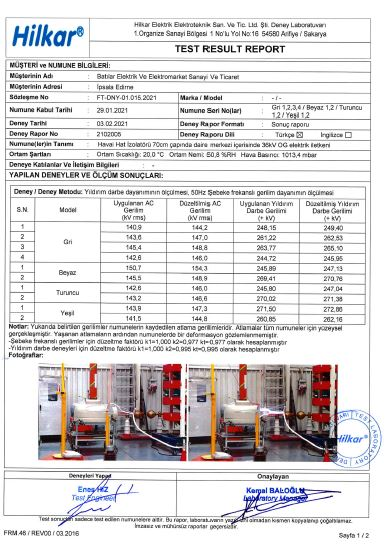 Hilkar®
Hilkar Elektrik Elektroteknik San. Ve Tic. Ltd. Şti. Deney Laboratuvarı
1.Organize Sanayi Bölgesi 1 No'lu Yol No:16 54580 Arifiye / Sakarya
TEST RESULT REPORT
MÜŞTERİ ve NUMUNE BİLGİLERİ:
Müşterinin Adı : Batılar Elektrik Ve Elektromarket Sanayi Ve Ticaret
Müşterinin Adresi : İpsala Edirne
Sözleşme No : FT-DNY-01.015.2021 Marka / Model : - / -
Numune Kabul Tarihi : 29.01.2021 Numune Seri No(lar) : Gri 1,2,3,4 / Beyaz 1,2 / Turuncu 1,2 / Yeşil 1,2
Deney Tarihi : 03.02.2021 Deney Rapor Formatı : Sonuç raporu
Deney Rapor No : 2102005 Deney Raporu Dili : Türkçe ☒ İngilizce ☐
Numune(ler)in Tanımı : Havai Hat İzolatörü 70cm çapında daire merkezi içerisinde 36kV OG elektrik iletkeni
Ortam Şartları : Ortam Sıcaklığı: 20,0 °C Ortam Nemi: 50,8 %RH Hava Basıncı: 1013,4 mbar
Deneye Katılanlar Ve İletişim Bilgileri : -
YAPILAN DENEYLER VE ÖLÇÜM SONUÇLARI:
Deney / Deney Metodu: Yıldırım darbe dayanımının ölçülmesi, 50Hz Şebeke frekanslı gerilim dayanımının ölçülmesi
S.N. Model Uygulanan AC Gerilim (kV rms) Düzeltilmiş AC Gerilim (kV rms) Uygulanan Yıldırım Darbe Gerilimi (+ kV) Düzeltilmiş Yıldırım Darbe Gerilimi (+ kV)
1 Gri 140,9 144,2 248,15 249,40
2 143,6 147,0 261,22 262,53
3 145,4 148,8 263,77 265,10
4 142,6 146,0 244,72 245,95
1 Beyaz 150,7 154,3 245,89 247,13
2 145,5 148,9 269,41 270,76
1 Turuncu 143,2 146,6 245,80 247,04
2 143,2 146,6 270,02 271,38
1 Yeşil 143,9 147,3 271,50 272,86
2 141,5 144,8 260,85 262,16
Notlar: Yukarıda belirtilen gerilimler numunelerin kaydedilen atlama gerilimleridir. Atlamalar tüm numuneler için yüzeysel
gerçekleşmiştir. Yaşanan atlamaların ardından numunelerde bir deformasyon gözlemlenmemiştir.
-Şebeke frekanslı gerilimler için düzeltme faktörü k1=1,000 k2=0,977 kt=0,977 olarak hesaplanmıştır
-Yıldırım darbe deneyleri için düzeltme faktörü k1=1,000 k2=0,995 kt=0,995 olarak hesaplanmıştır
Fotoğraflar:
Hilkar®
TEST LABORATORY
Deneyleri Yapan
Enes
Test Engineer
Onaylayan
Kemal BALOĞLU
Laboratory Manager
Test sonuçları sadece test edilen numunelere aittir. Bu rapor, laboratuvarın yazılı izni olmadan kısmen kopyalanıp çoğaltılamaz.
İmzasız ve mühürsüz raporlar geçersizdir.
FRM.46 / REV00 / 03.2016
Sayfa 1 / 2